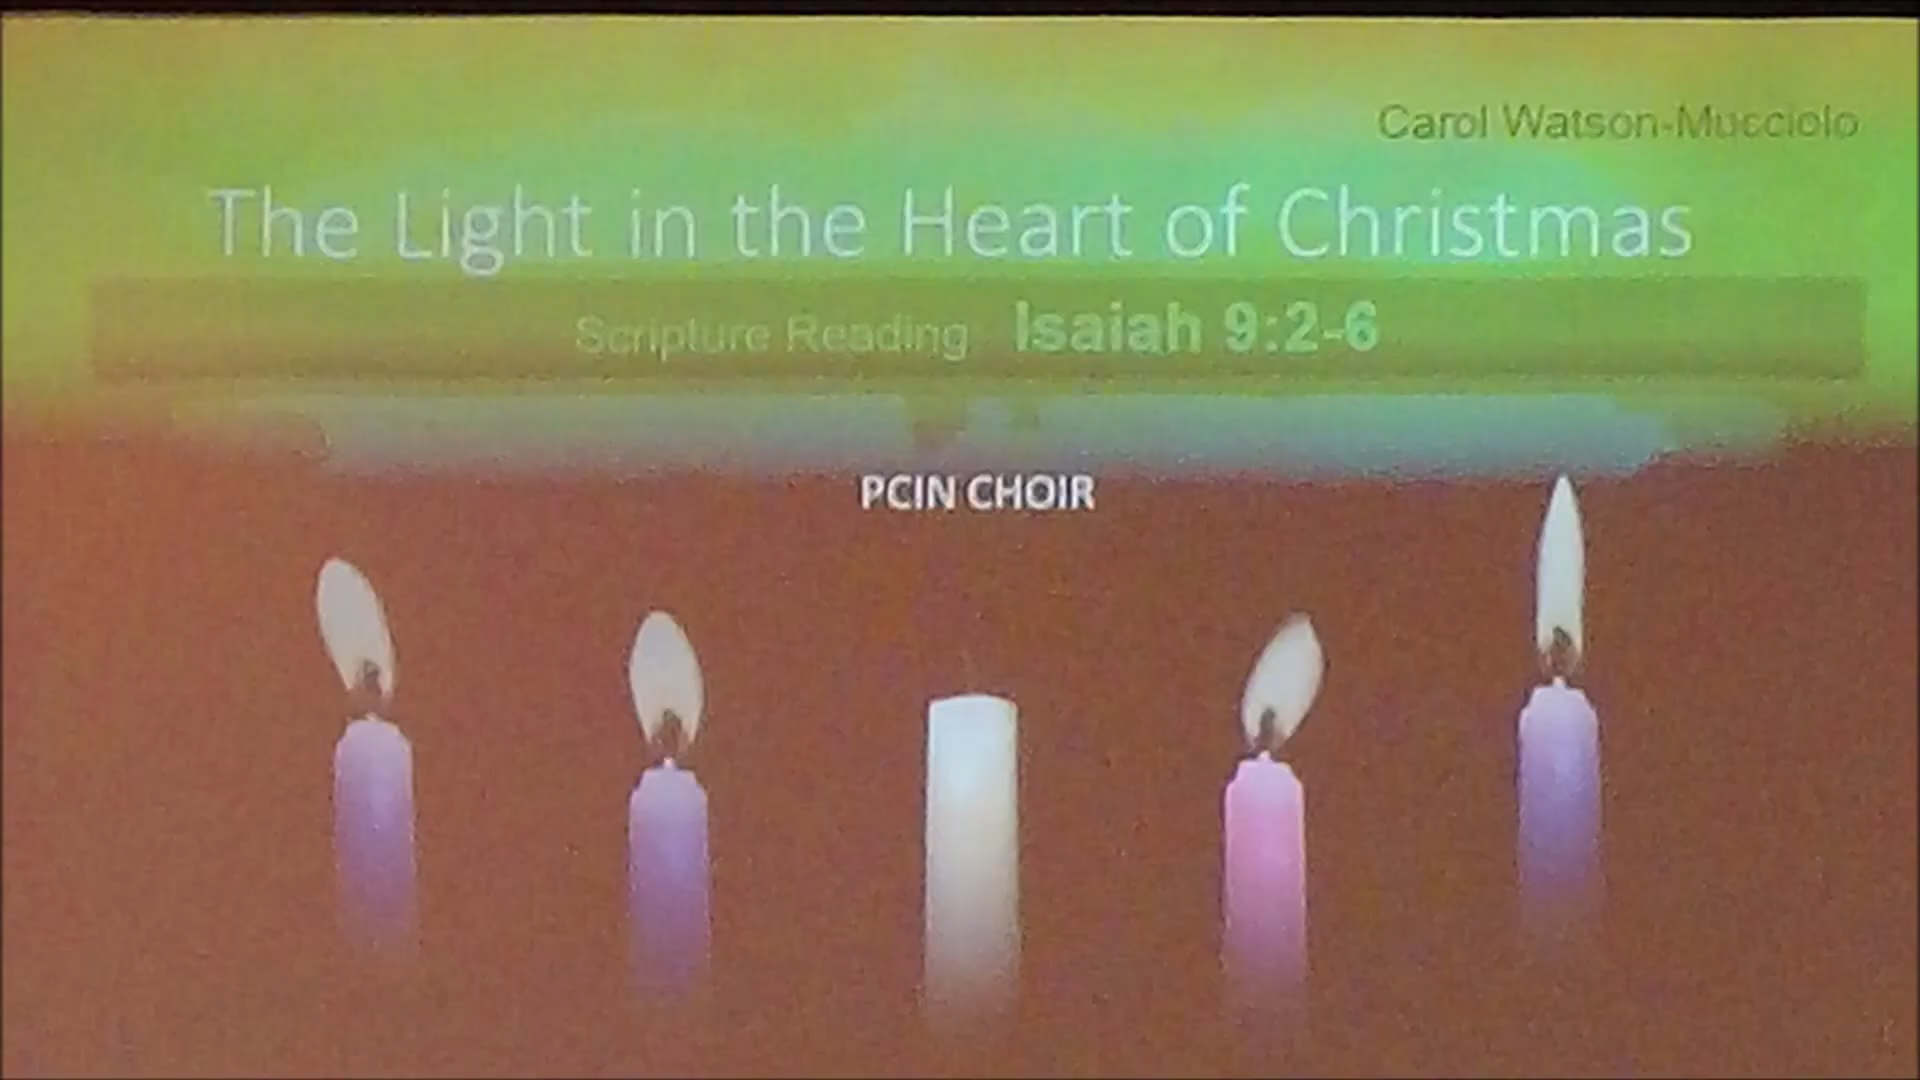 Carol Watson-Mucciolo
The Light in the Heart of Christmas
Scripture Reading Isaiah 9:2-6
PCIN CHOIR